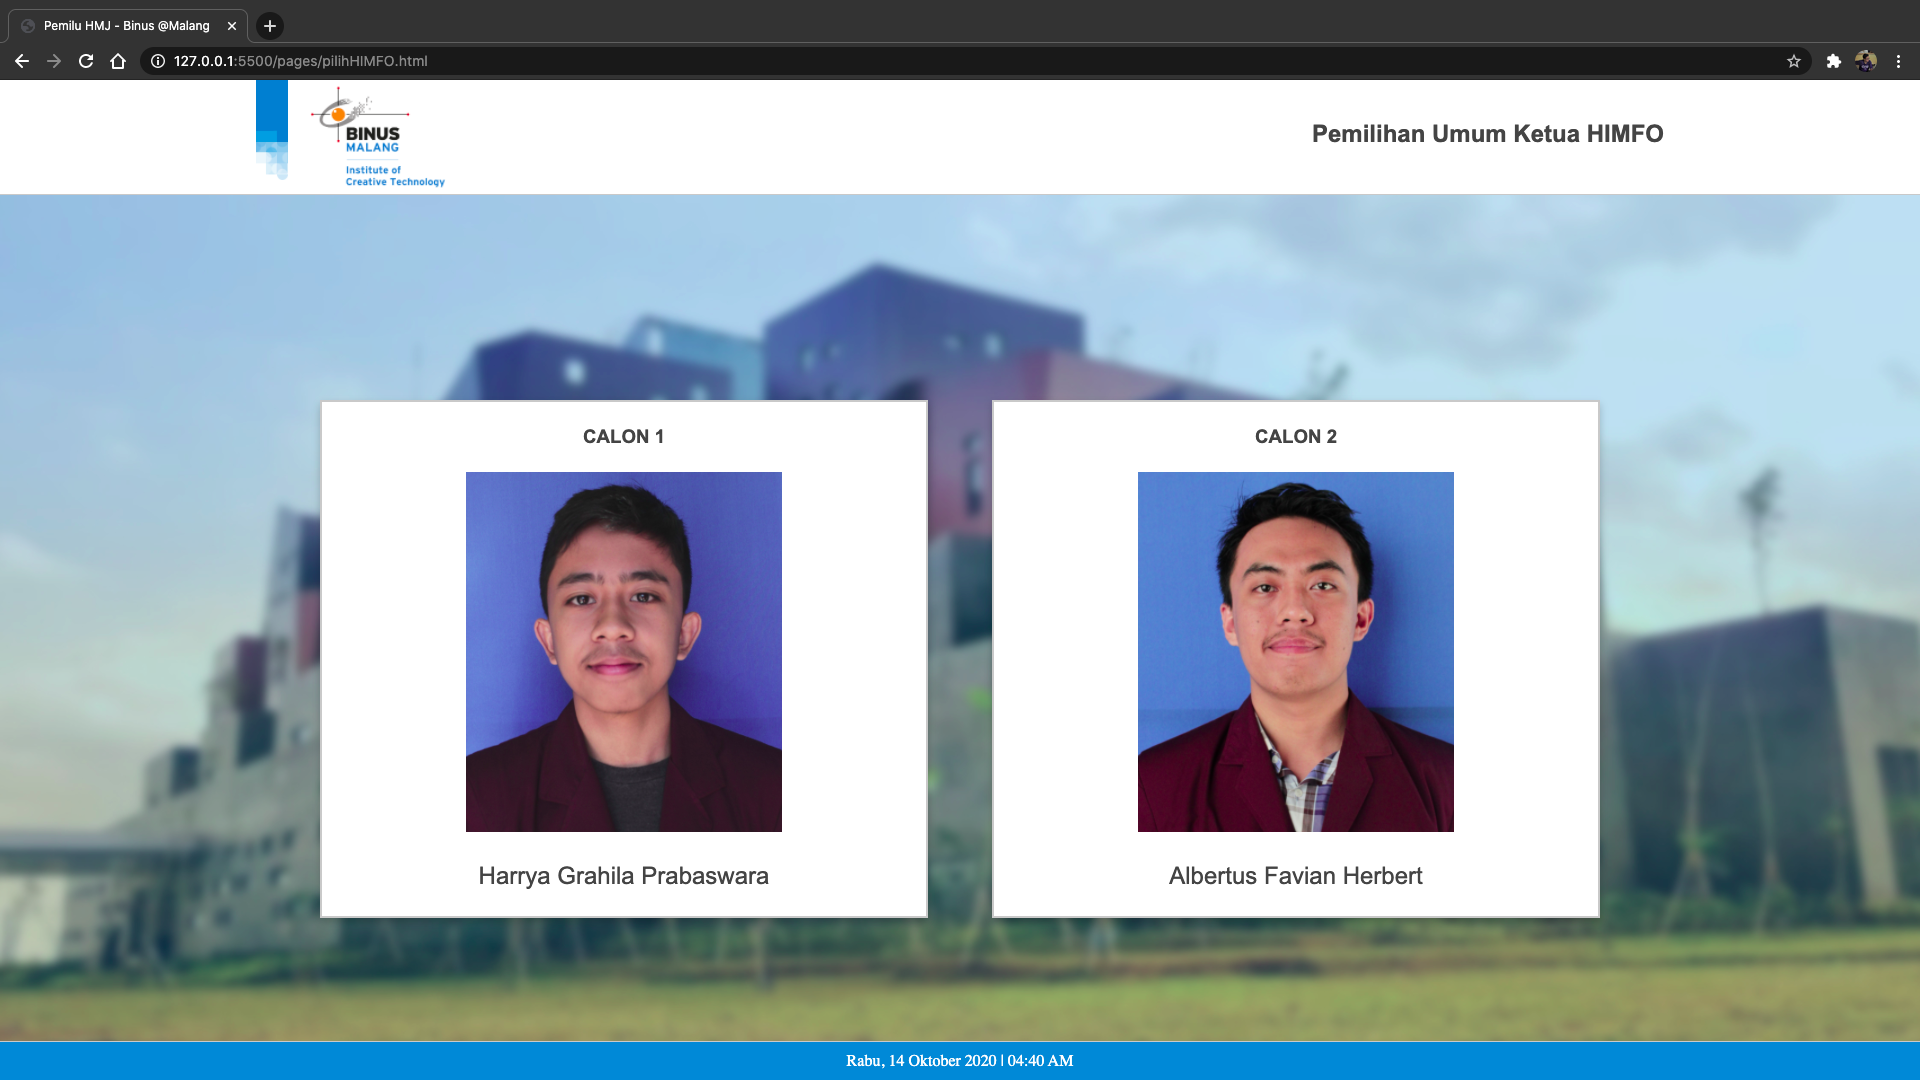 Pemilu HMJ - Binus @Malang
127.0.0.1:5500/pages/pilihHIMFO.html
BINUS
MALANG
Institute of
Creative Technology
Pemilihan Umum Ketua HIMFO
CALON 1
Harrya Grahila Prabaswara
CALON 2
Albertus Favian Herbert
Rabu, 14 Oktober 2020 | 04:40 AM